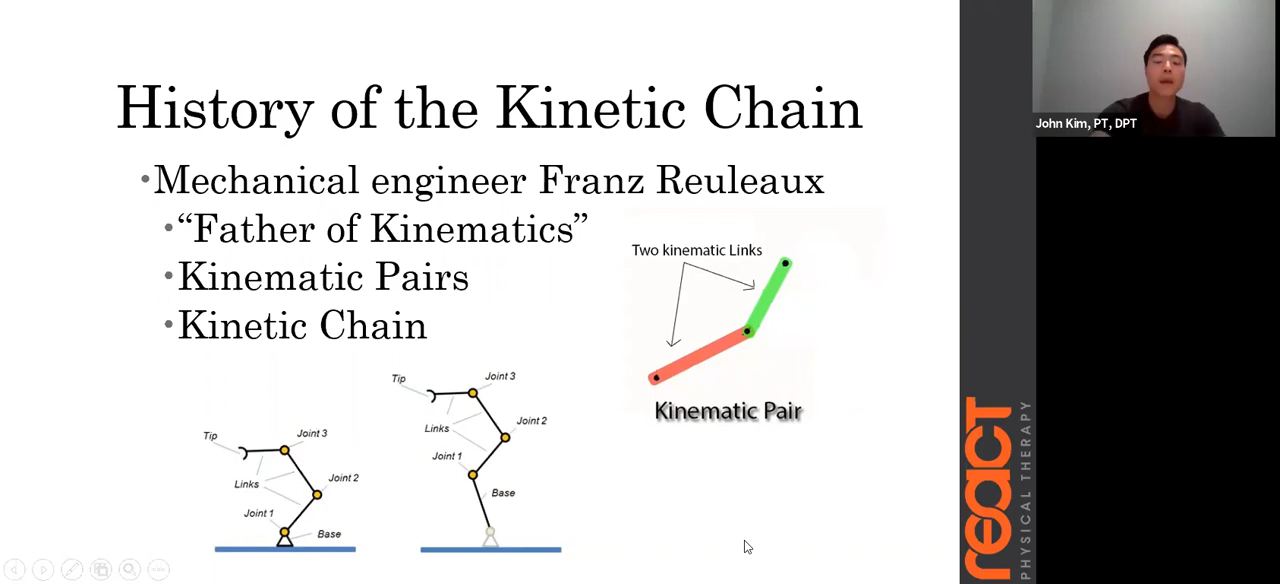 History of the Kinetic Chain
•Mechanical engineer Franz Reuleaux
•“Father of Kinematics”
•Kinematic Pairs
•Kinetic Chain
Two kinematic Links
Kinematic Pair
Tip
Joint 3
Joint 2
Links
Joint 1
Base
Tip
Joint 3
Joint 2
Links
Joint 1
Base
John Kim, PT, DPT
react
PHYSICAL THERAPY